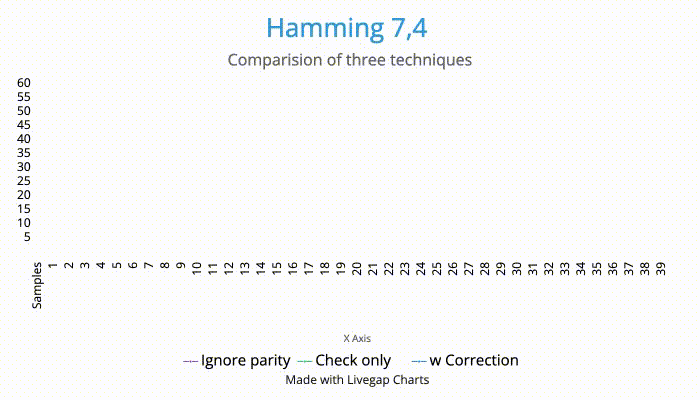 Hamming 7,4
Comparision of three techniques
60
55
50
45
40
35
30
25
20
15
10
5
Samples 1 2 3 4 5 6 7 8 9 10 11 12 13 14 15 16 17 18 19 20 21 22 23 24 25 26 27 28 29 30 31 32 33 34 35 36 37 38 39
X Axis
Ignore parity Check only w Correction
Made with Livegap Charts